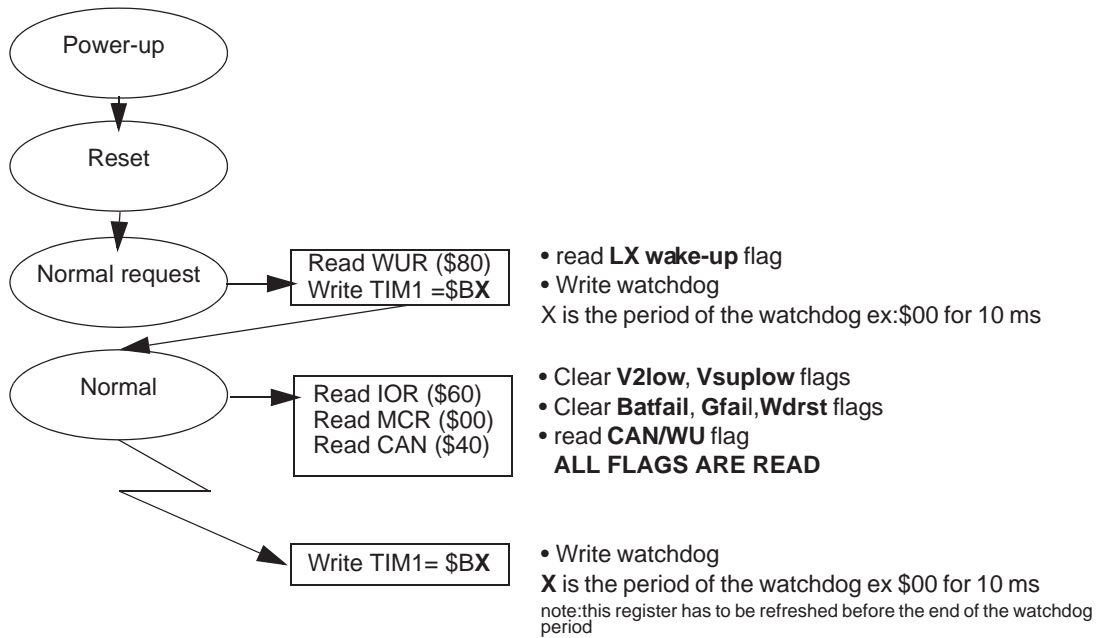 Power-up
Reset
Normal request
Read WUR ($80)
Write TIM1 =$BX
• read LX wake-up flag
• Write watchdog
X is the period of the watchdog ex:$00 for 10 ms
Normal
Read IOR ($60)
Read MCR ($00)
Read CAN ($40)
• Clear V2low, Vsuplow flags
• Clear Batfail, Gfail,Wdrst flags
• read CAN/WU flag
ALL FLAGS ARE READ
Write TIM1= $BX
• Write watchdog
X is the period of the watchdog ex $00 for 10 ms
note:this register has to be refreshed before the end of the watchdog
period